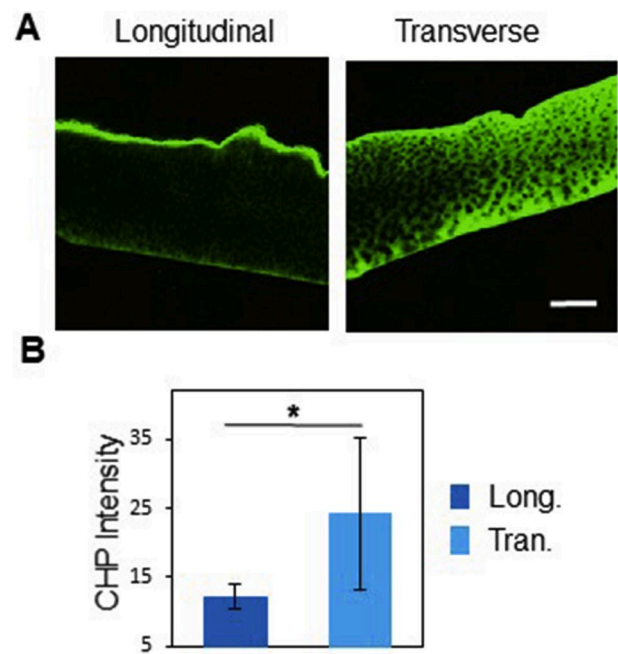 A
Longitudinal Transverse
B
*
35
25
15
5
CHP Intensity
Long.
Tran.